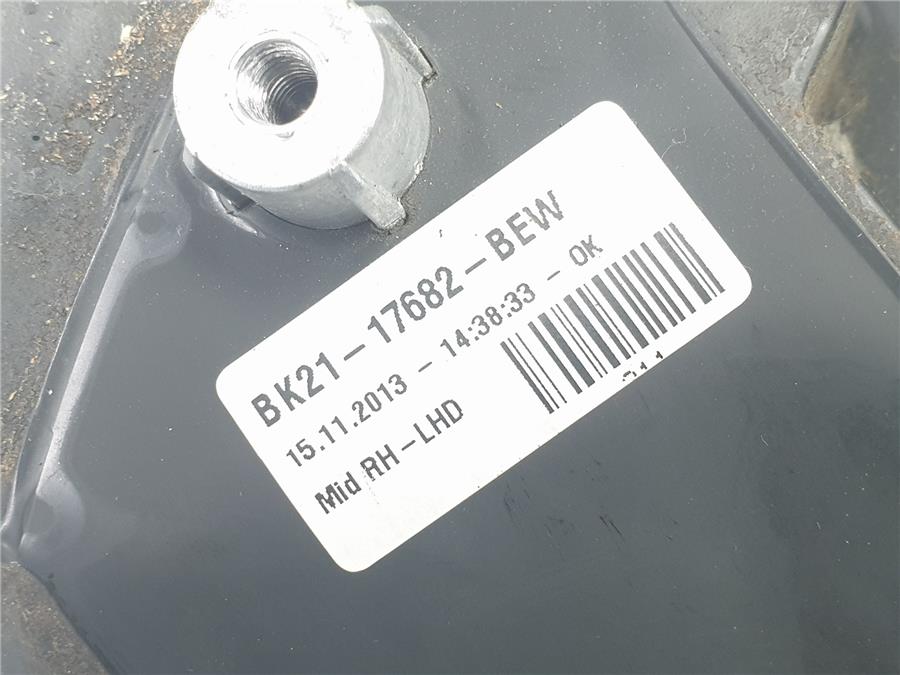 BK21-17682-BEW
15.11.2013 - 14:38:33 - OK
Mid RH-LHD